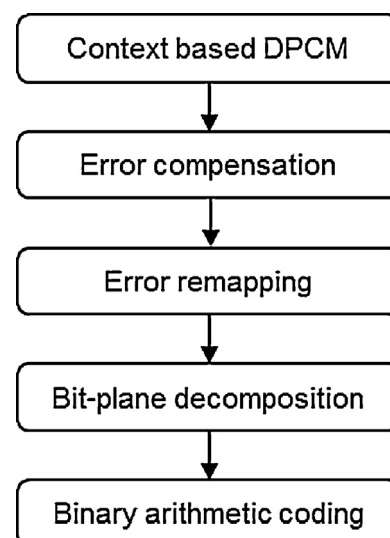 Context based DPCM
Error compensation
Error remapping
Bit-plane decomposition
Binary arithmetic coding